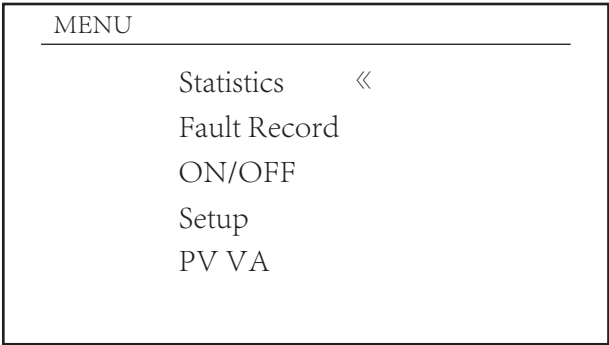 MENU
Statistics «
Fault Record
ON/OFF
Setup
PV VA